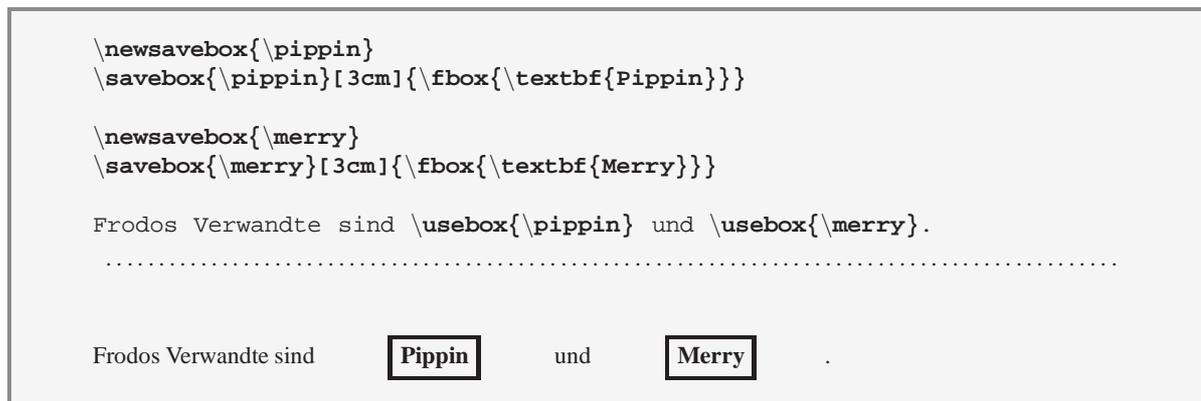 \newsavebox{\pippin}
\savebox{\pippin}[3cm]{\fbox{\textbf{Pippin}}}
\newsavebox{\merry}
\savebox{\merry}[3cm]{\fbox{\textbf{Merry}}}
Frodos Verwandte sind \usebox{\pippin} und \usebox{\merry}.
Frodos Verwandte sind Pippin und Merry .